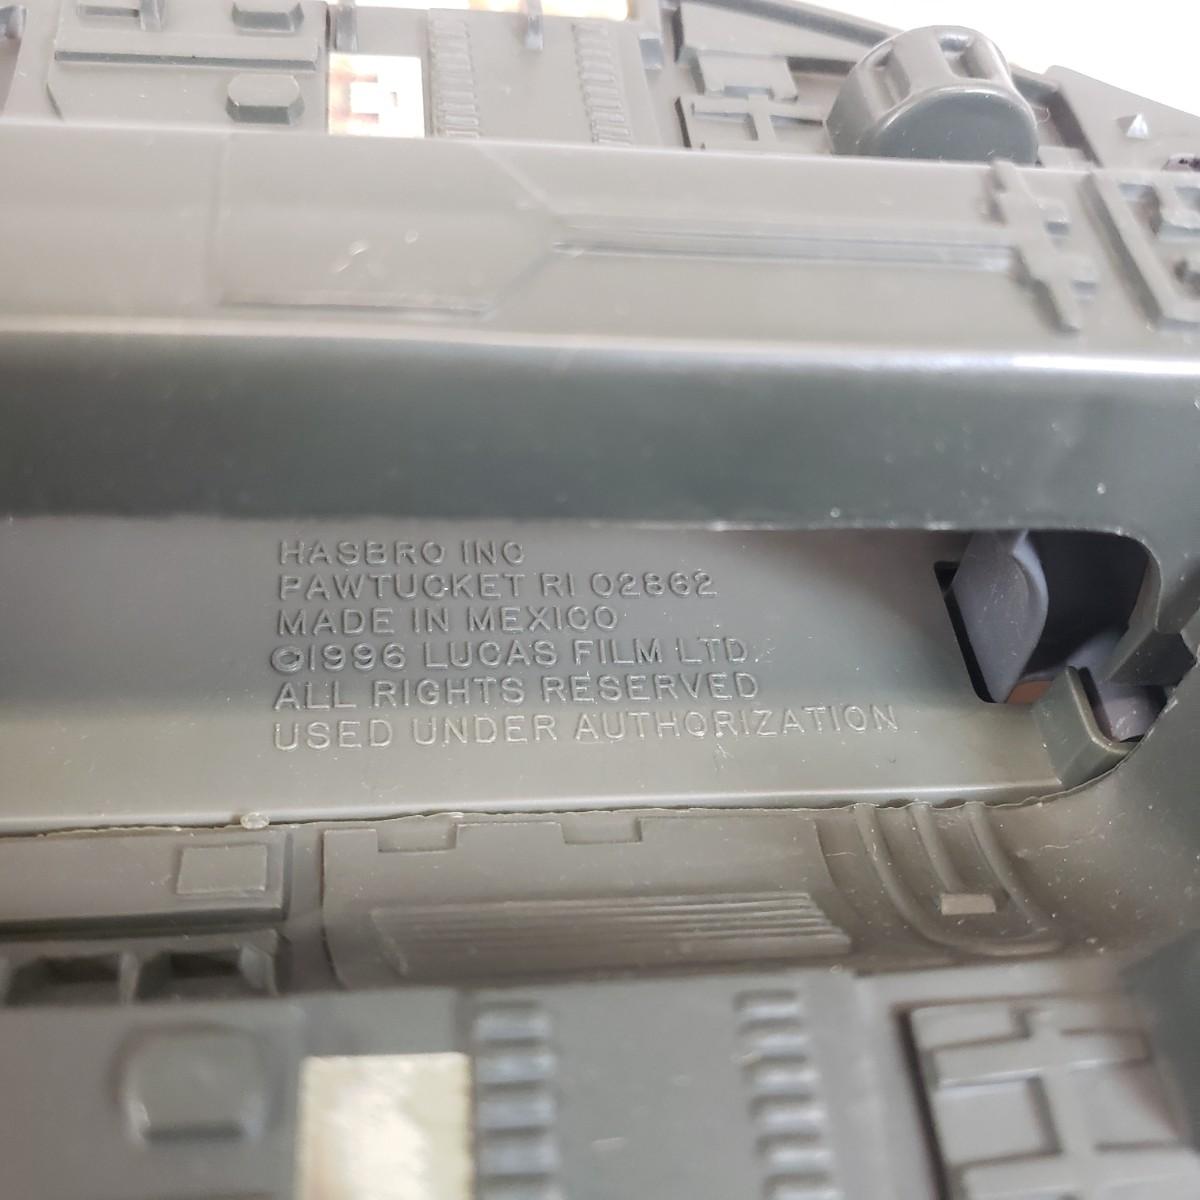 HASBRO INC
PAWTUCKET RI 02862
MADE IN MEXICO
©1996 LUCAS FILM LTD
ALL RIGHTS RESERVED
USED UNDER AUTHORIZATION